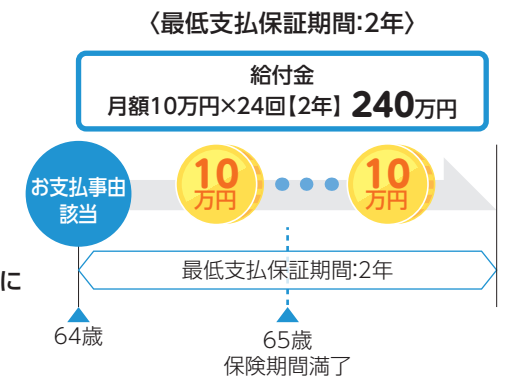 〈最低支払保証期間:2年〉
給付金
月額10万円×24回【2年】 240万円
お支払事由
該当
10
万円
10
万円
最低支払保証期間:2年
に
64歳
65歳
保険期間満了